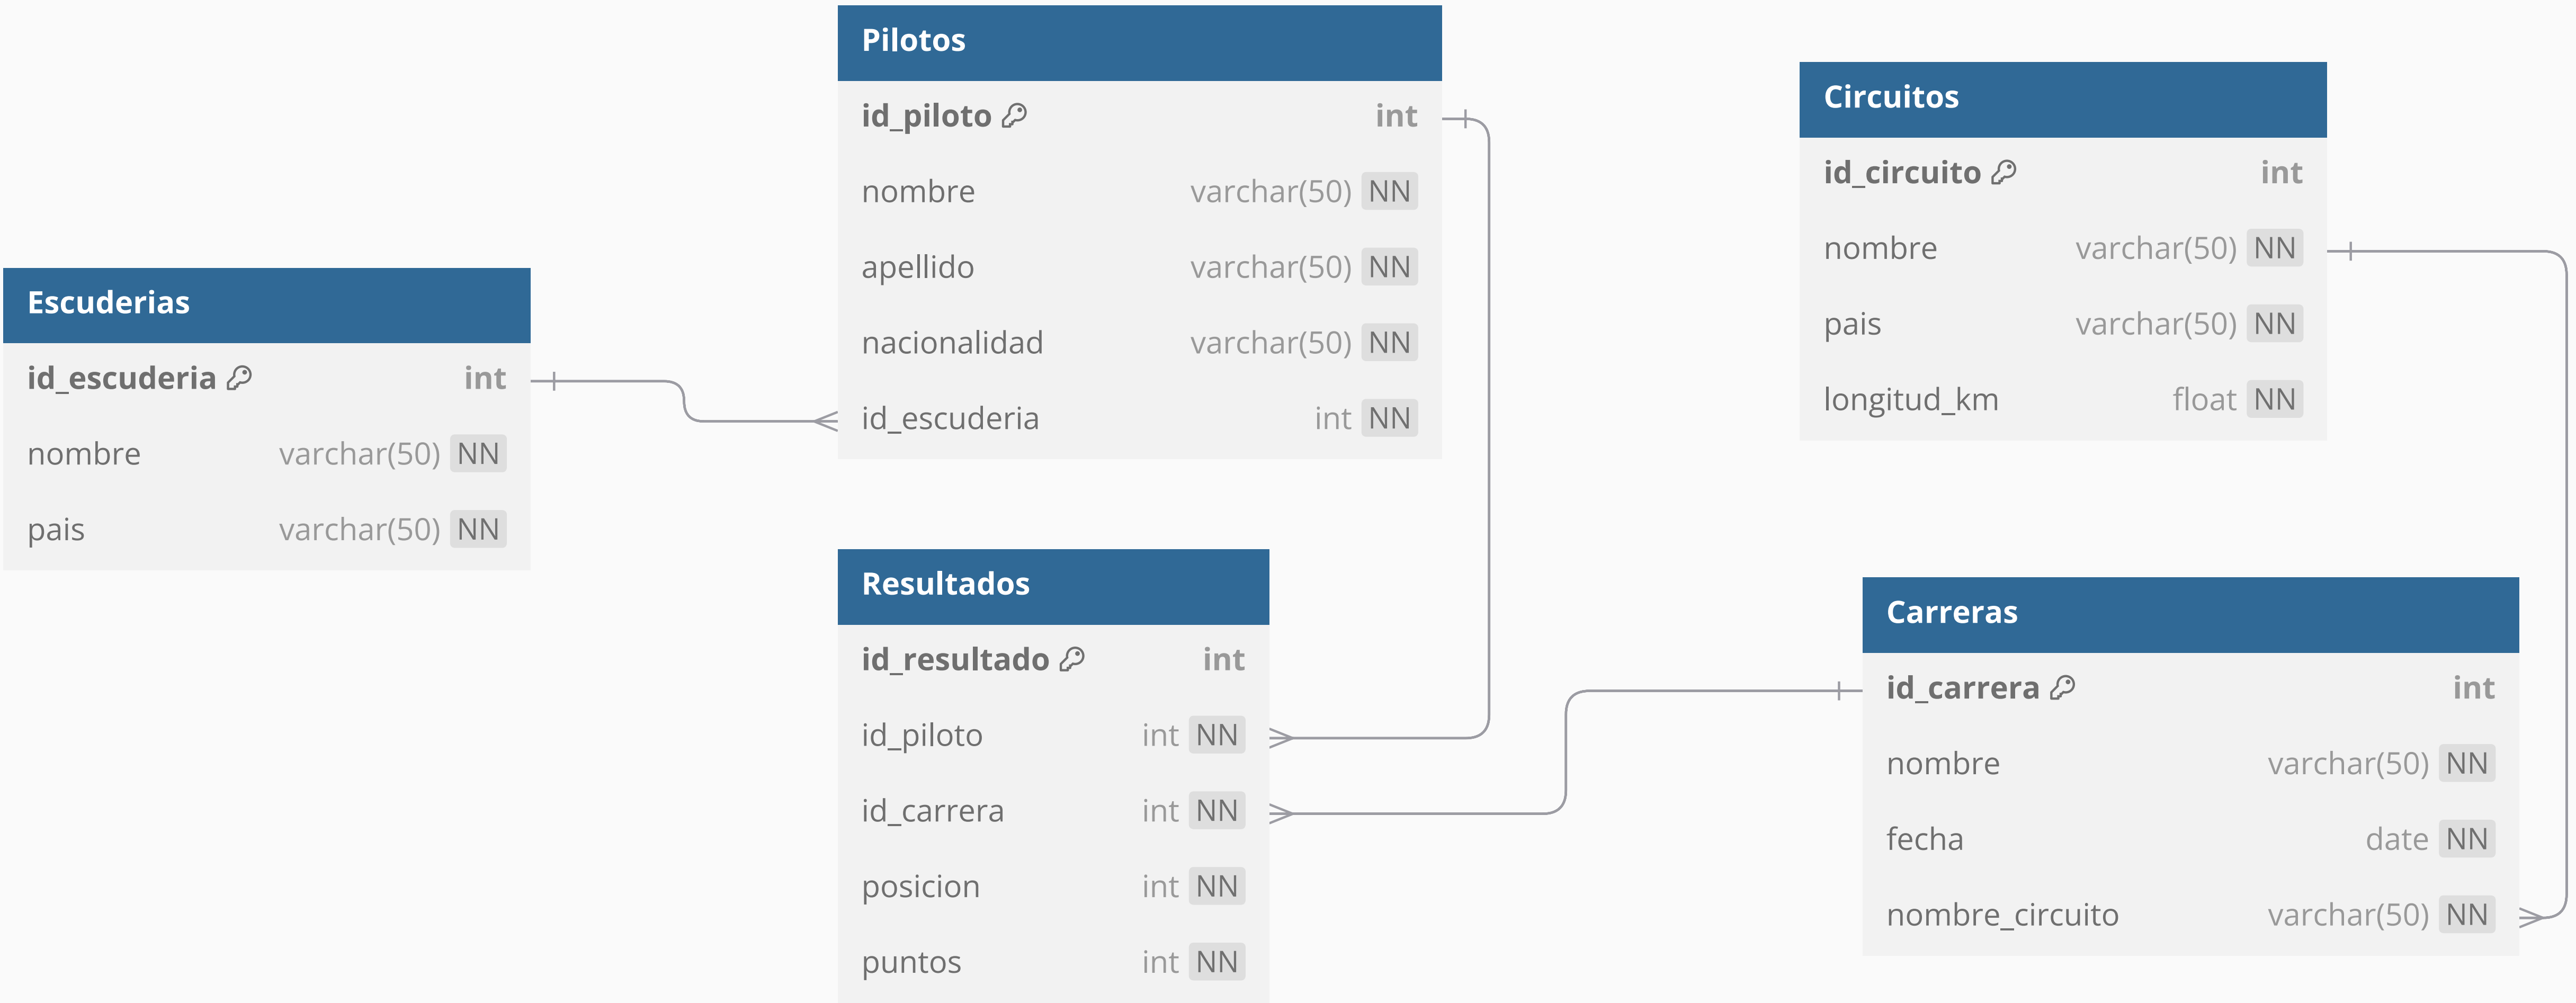 Pilotos
id_piloto int
nombre varchar(50) NN
apellido varchar(50) NN
nacionalidad varchar(50) NN
id_escuderia int NN
Circuitos
id_circuito int
nombre varchar(50) NN
pais varchar(50) NN
longitud_km float NN
Escuderias
id_escuderia int
nombre varchar(50) NN
pais varchar(50) NN
Resultados
id_resultado int
id_piloto int NN
id_carrera int NN
posicion int NN
puntos int NN
Carreras
id_carrera int
nombre varchar(50) NN
fecha date NN
nombre_circuito varchar(50) NN